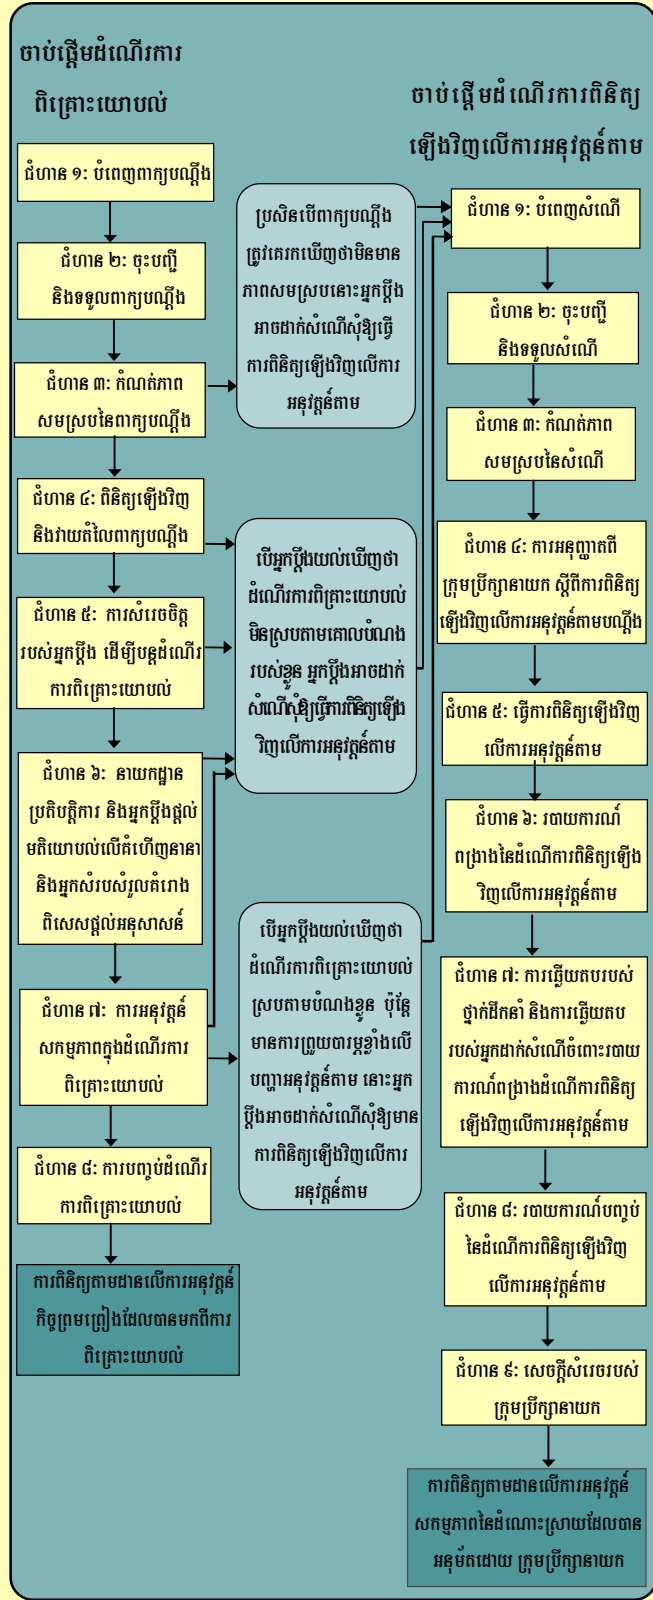 ចាប់ផ្តើមដំណើរការ
ពិគ្រោះយោបល់
ជំហាន ១: បំពេញពាក្យបណ្តឹង
ជំហាន ២: ចុះបញ្ជី
និងទទួលពាក្យបណ្តឹង
ជំហាន ៣: កំណត់ភាព
សមស្របនៃពាក្យបណ្តឹង
ជំហាន ៤: ពិនិត្យឡើងវិញ
និងវាយតំលៃពាក្យបណ្តឹង
ជំហាន ៥: ការសំរេចចិត្ត
របស់អ្នកប្តឹង ដើម្បីបន្តដំណើរ
ការពិគ្រោះយោបល់
ជំហាន ៦: នាយកដ្ឋាន
ប្រតិបត្តិការ និងអ្នកប្តឹងផ្តល់
មតិយោបល់លើគំហើញនានា
និងអ្នកសំរបសំរួលគំរោង
ពិសេសផ្តល់អនុសាសន៍
ជំហាន ៧: ការអនុវត្តន៍
សកម្មភាពក្នុងដំណើរការ
ពិគ្រោះយោបល់
ជំហាន ៨: ការបញ្ចប់ដំណើរ
ការពិគ្រោះយោបល់
ការពិនិត្យតាមដានលើការអនុវត្តន៍
កិច្ចព្រមព្រៀងដែលបានមកពីការ
ពិគ្រោះយោបល់
ប្រសិនបើពាក្យបណ្តឹង
ត្រូវគេរកឃើញថាមិនមាន
ភាពសមស្របនោះអ្នកប្តឹង
អាចដាក់សំណើសុំឱ្យធ្វើ
ការពិនិត្យឡើងវិញលើការ
អនុវត្តន៍តាម
បើអ្នកប្តឹងយល់ឃើញថា
ដំណើរការពិគ្រោះយោបល់
មិនស្របតាមគោលបំណង
របស់ខ្លួន អ្នកប្តឹងអាចដាក់
សំណើសុំឱ្យធ្វើការពិនិត្យឡើង
វិញលើការអនុវត្តន៍តាម
បើអ្នកប្តឹងយល់ឃើញថា
ដំណើរការពិគ្រោះយោបល់
ស្របតាមបំណងខ្លួន ប៉ុន្តែ
មានការព្រួយបារម្ភខ្លាំងលើ
បញ្ហាអនុវត្តន៍តាម នោះអ្នក
ប្តឹងអាចដាក់សំណើសុំឱ្យមាន
ការពិនិត្យឡើងវិញលើការ
អនុវត្តន៍តាម
ចាប់ផ្តើមដំណើរការពិនិត្យ
ឡើងវិញលើការអនុវត្តន៍តាម
ជំហាន ១: បំពេញសំណើ
ជំហាន ២: ចុះបញ្ជី
និងទទួលសំណើ
ជំហាន ៣: កំណត់ភាព
សមស្របនៃសំណើ
ជំហាន ៤: ការអនុញ្ញាតពី
ក្រុមប្រឹក្សានាយក ស្តីពីការពិនិត្យ
ឡើងវិញលើការអនុវត្តន៍តាមបណ្តឹង
ជំហាន ៥: ធ្វើការពិនិត្យឡើងវិញ
លើការអនុវត្តន៍តាម
ជំហាន ៦: របាយការណ៍
ពង្រាងនៃដំណើការពិនិត្យឡើង
វិញលើការអនុវត្តន៍តាម
ជំហាន ៧: ការឆ្លើយតបរបស់
ថ្នាក់ដឹកនាំ និងការឆ្លើយតប
របស់អ្នកដាក់សំណើចំពោះរបាយ
ការណ៍ពង្រាងដំណើការពិនិត្យ
ឡើងវិញលើការអនុវត្តន៍តាម
ជំហាន ៨: របាយការណ៍បញ្ចប់
នៃដំណើការពិនិត្យឡើងវិញ
លើការអនុវត្តន៍តាម
ជំហាន ៩: សេចក្តីសំរេចរបស់
ក្រុមប្រឹក្សានាយក
ការពិនិត្យតាមដានលើការអនុវត្តន៍
សកម្មភាពនៃដំណោះស្រាយដែលបាន
អនុម័តដោយ ក្រុមប្រឹក្សានាយក